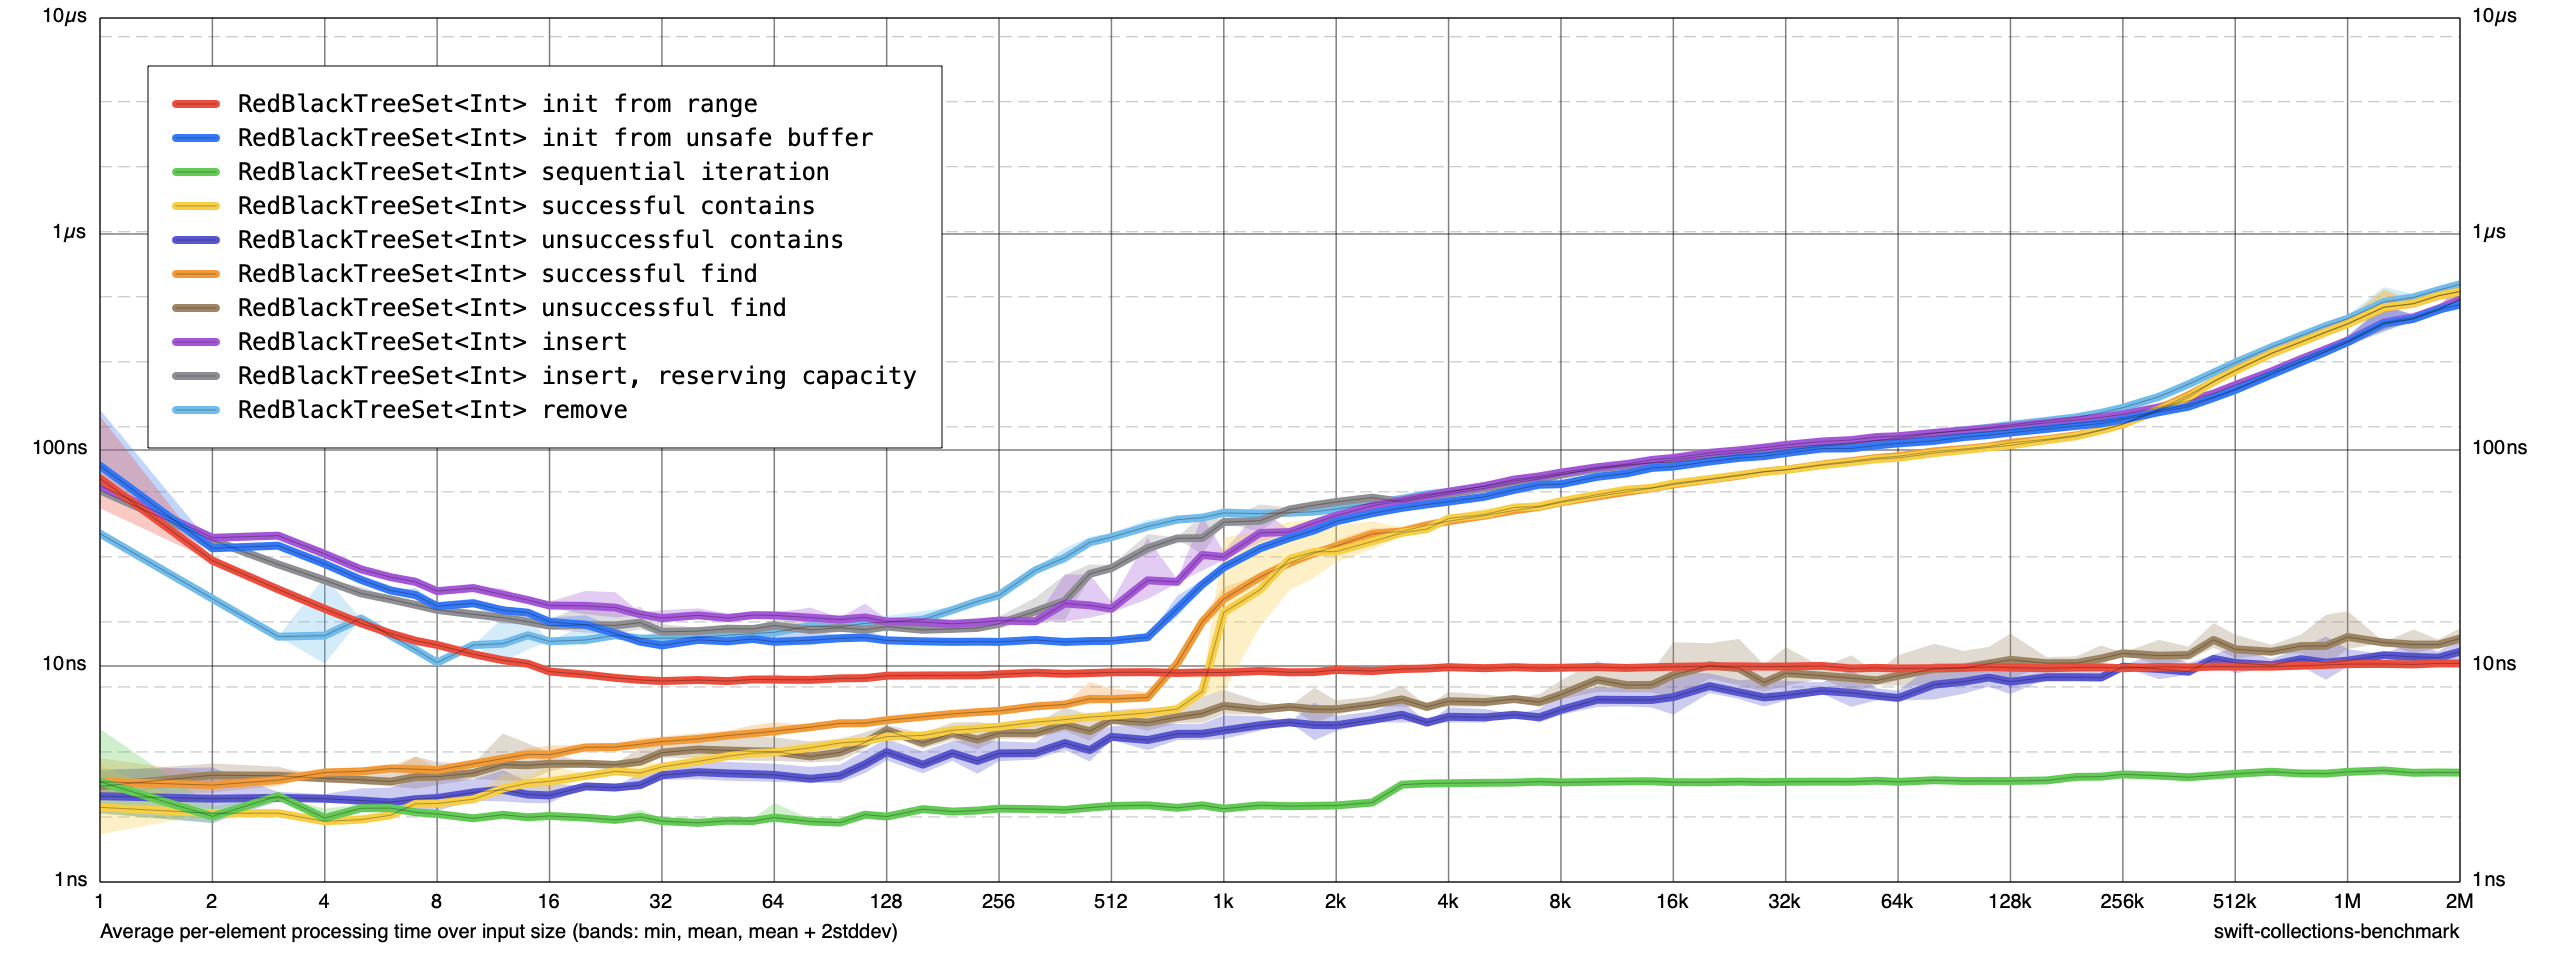 10µs 10µs
RedBlackTreeSet<Int> init from range
RedBlackTreeSet<Int> init from unsafe buffer
RedBlackTreeSet<Int> sequential iteration
RedBlackTreeSet<Int> successful contains
RedBlackTreeSet<Int> unsuccessful contains
RedBlackTreeSet<Int> successful find
RedBlackTreeSet<Int> unsuccessful find
RedBlackTreeSet<Int> insert
RedBlackTreeSet<Int> insert, reserving capacity
RedBlackTreeSet<Int> remove
1µs 1µs
100ns 100ns
10ns 10ns
1ns 1ns
1 2 4 8 16 32 64 128 256 512 1k 2k 4k 8k 16k 32k 64k 128k 256k 512k 1M 2M
Average per-element processing time over input size (bands: min, mean, mean + 2stddev) swift-collections-benchmark